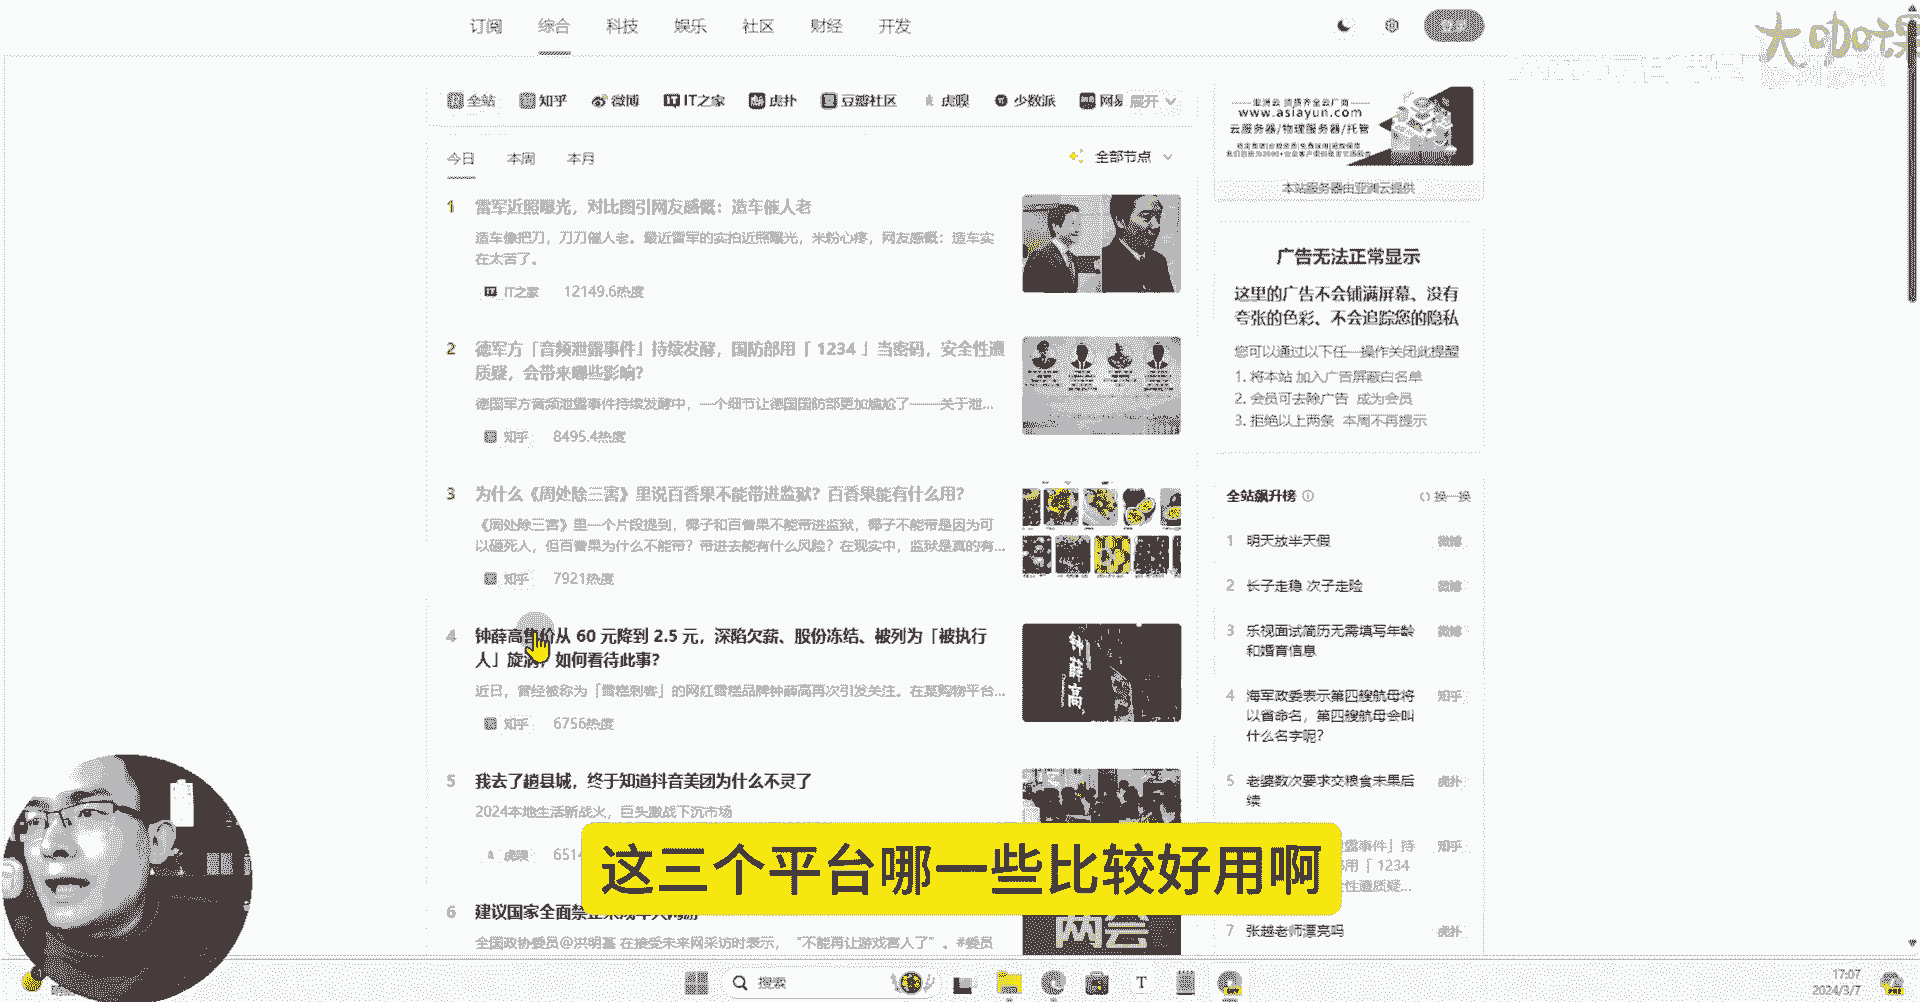 订阅 综合 科技 娱乐 社区 财经 开发
大咖课
全站 知乎 微博 IT之家 虎扑 豆瓣社区 虎嗅 少数派 网易 展开
今日 本周 本月
全部节点
1 雷军近照曝光，对比图引网友感慨：造车催人老
造车像把刀，刀刀催人老。最近雷军的实拍近照曝光，米粉心疼，网友感慨：造车实
在太苦了。
IT之家 12149.6热度
2 德军方「音频泄露事件」持续发酵，国防部用「 1234 」当密码，安全性遭
质疑，会带来哪些影响？
德国军方音频泄露事件持续发酵中，一个细节让德国国防部更加尴尬了——关于泄...
知乎 8495.4热度
3 为什么《周处除三害》里说百香果不能带进监狱？百香果能有什么用？
《周处除三害》里一个片段提到，椰子和百香果不能带进监狱，椰子不能带是因为可
以砸死人，但百香果为什么不能带？带进去能有什么风险？在现实中，监狱是真的有...
知乎 7921热度
4 钟薛高售价从 60 元降到 2.5 元，深陷欠薪、股份冻结、被列为「被执行
人」旋涡，如何看待此事？
近日，曾经被称为「雪糕刺客」的网红雪糕品牌钟薛高再次引发关注。在某购物平台...
知乎 6756热度
钟薛高
5 我去了趟县城，终于知道抖音美团为什么不灵了
2024本地生活新战火，巨头激战下沉市场
虎嗅 6514
6 建议国家全面禁止未成年人网游
全国政协委员@洪明基 在接受未来网采访时表示，“不能再让游戏害人了”。#委员
两会
亚洲云 资质齐全云厂商
www.asiayun.com
云服务器/物理服务器/托管
本站服务器由亚洲云提供
广告无法正常显示
这里的广告不会铺满屏幕、没有
夸张的色彩、不会追踪您的隐私
您可以通过以下任一操作关闭此提醒
1. 将本站 加入广告屏蔽白名单
2. 会员可去除广告 成为会员
3. 拒绝以上两条 本周不再提示
全站飙升榜 换一换
1 明天放半天假 微博
2 长子走稳 次子走险 微博
3 乐视面试简历无需填写年龄 微博
和婚育信息
4 海军政委表示第四艘航母将 知乎
以省命名，第四艘航母会叫
什么名字呢？
5 老婆数次要求交粮食未果后 虎扑
续
露事件」持 知乎
用「 1234
性遭质疑...
7 张越老师漂亮吗 虎扑
这三个平台哪一些比较好用啊
搜索
17:07
2024/3/7